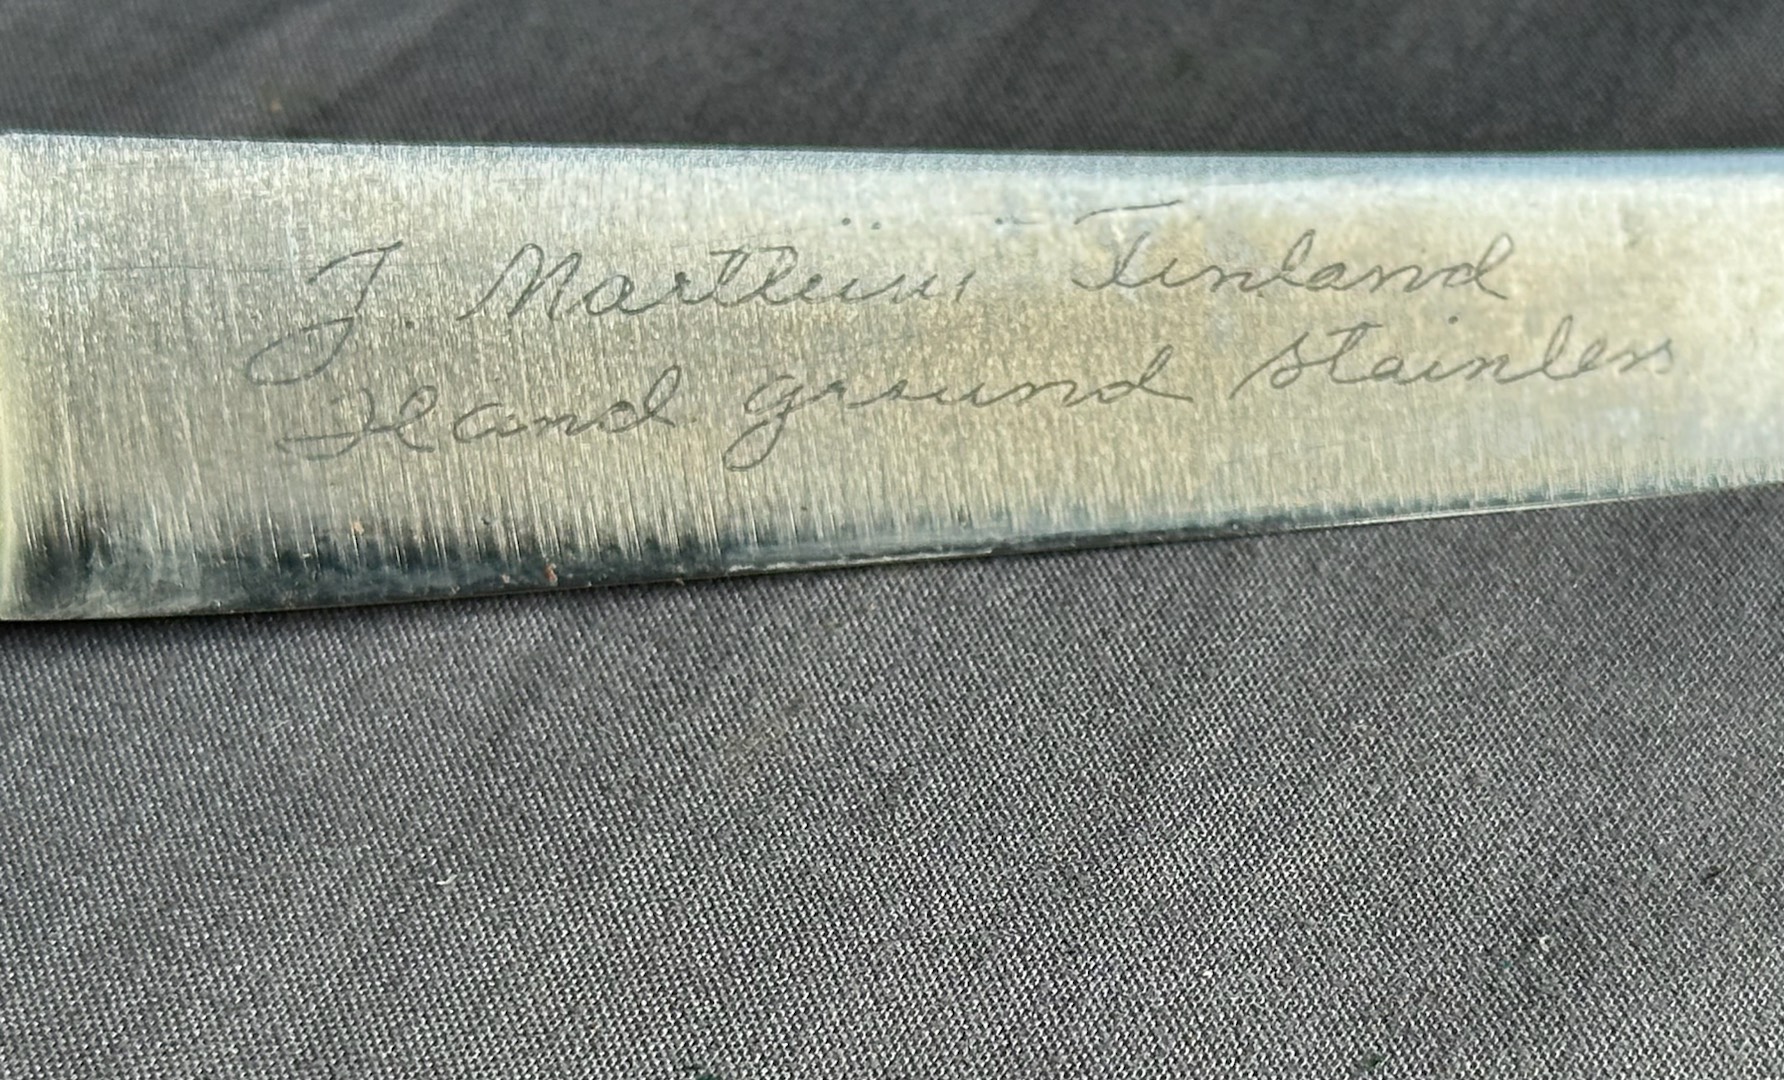 J. Marttiini Finland
Hand ground stainless